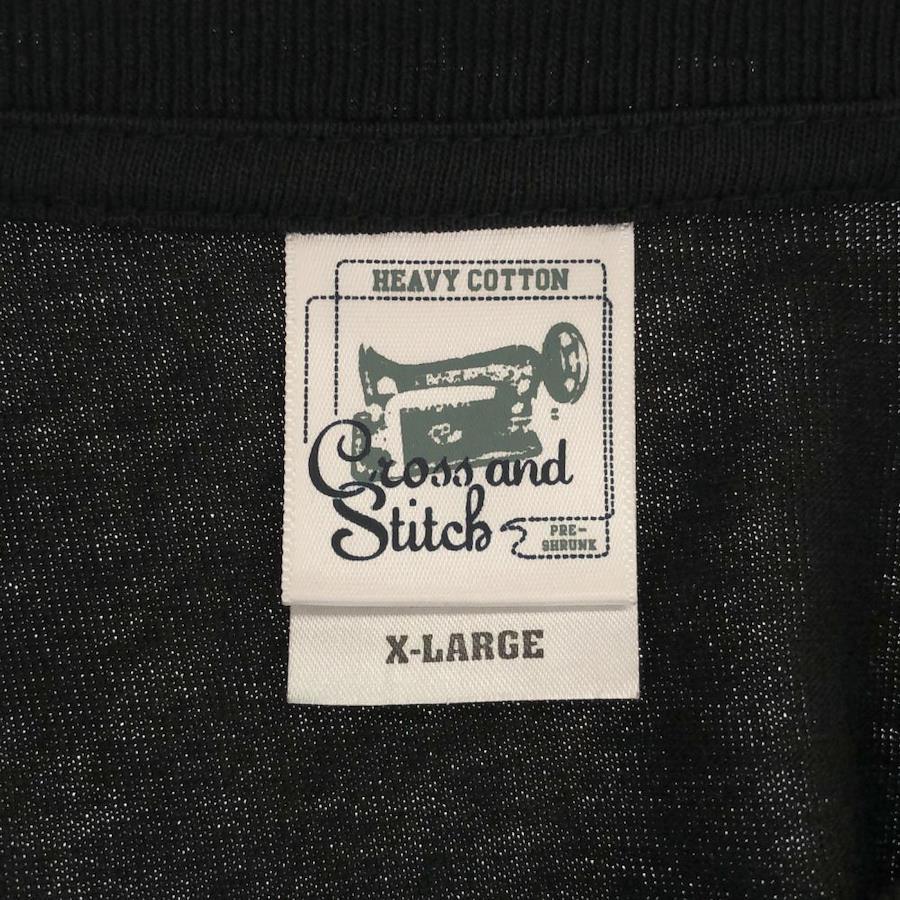 HEAVY COTTON
Cross and
Stitch
PRE-
SHRUNK
X-LARGE